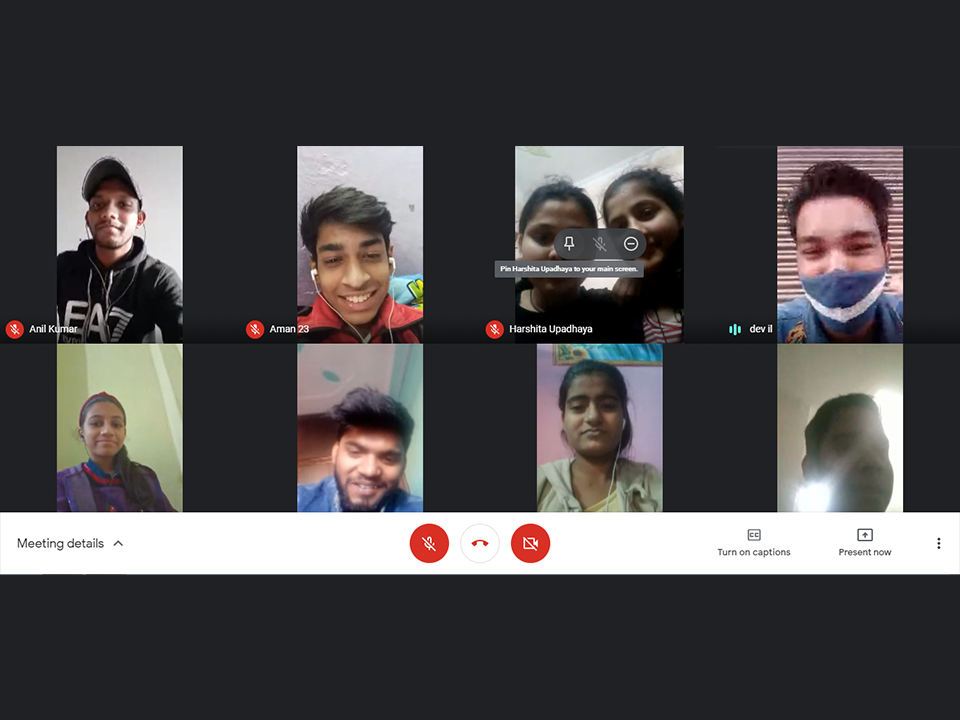 Pin Harshita Upadhaya to your main screen.
Anil Kumar
Aman 23
Harshita Upadhaya
dev il
EA7
Meeting details
CC
Turn on captions
Present now